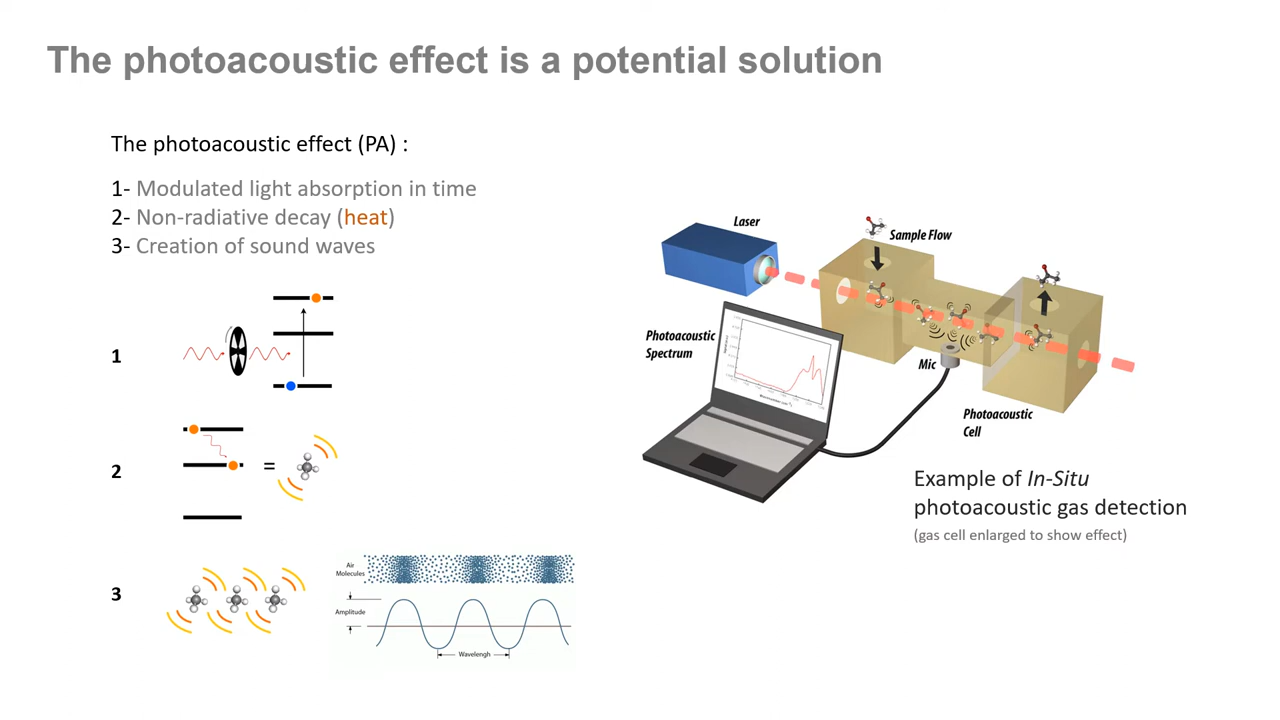 The photoacoustic effect is a potential solution
The photoacoustic effect (PA) :
1- Modulated light absorption in time
2- Non-radiative decay (heat)
3- Creation of sound waves
1
2
=
3
Air
Molecules
Amplitude
Wavelengh
Laser
Sample Flow
Photoacoustic
Spectrum
Mic
Photoacoustic
Cell
Example of In-Situ
photoacoustic gas detection
(gas cell enlarged to show effect)